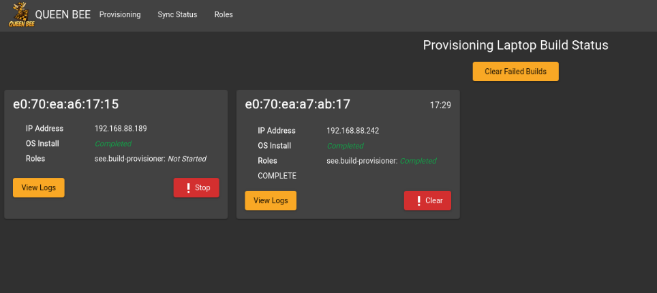 QUEEN BEE
QUEEN BEE Provisioning Sync Status Roles
Provisioning Laptop Build Status
Clear Failed Builds
e0:70:ea:a6:17:15
IP Address 192.168.88.189
OS Install Completed
Roles see.build-provisioner: Not Started
View Logs ! Stop
e0:70:ea:a7:ab:17 17:29
IP Address 192.168.88.242
OS Install Completed
Roles see.build-provisioner: Completed
COMPLETE
View Logs ! Clear